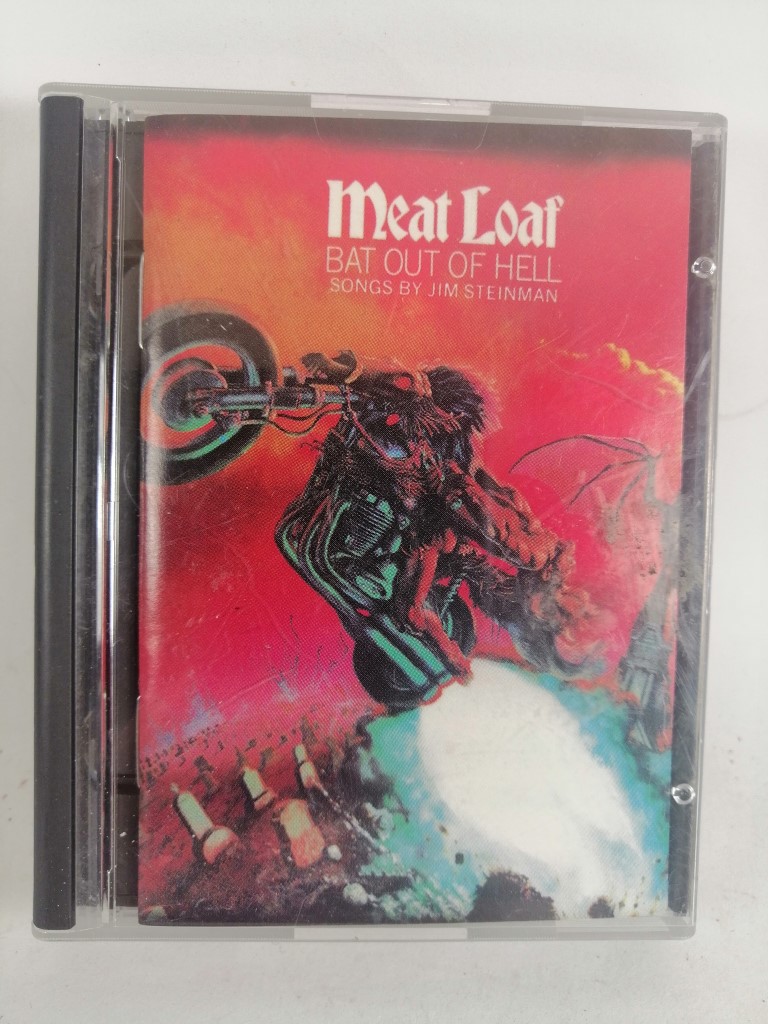 Meat Loaf
BAT OUT OF HELL
SONGS BY JIM STEINMAN